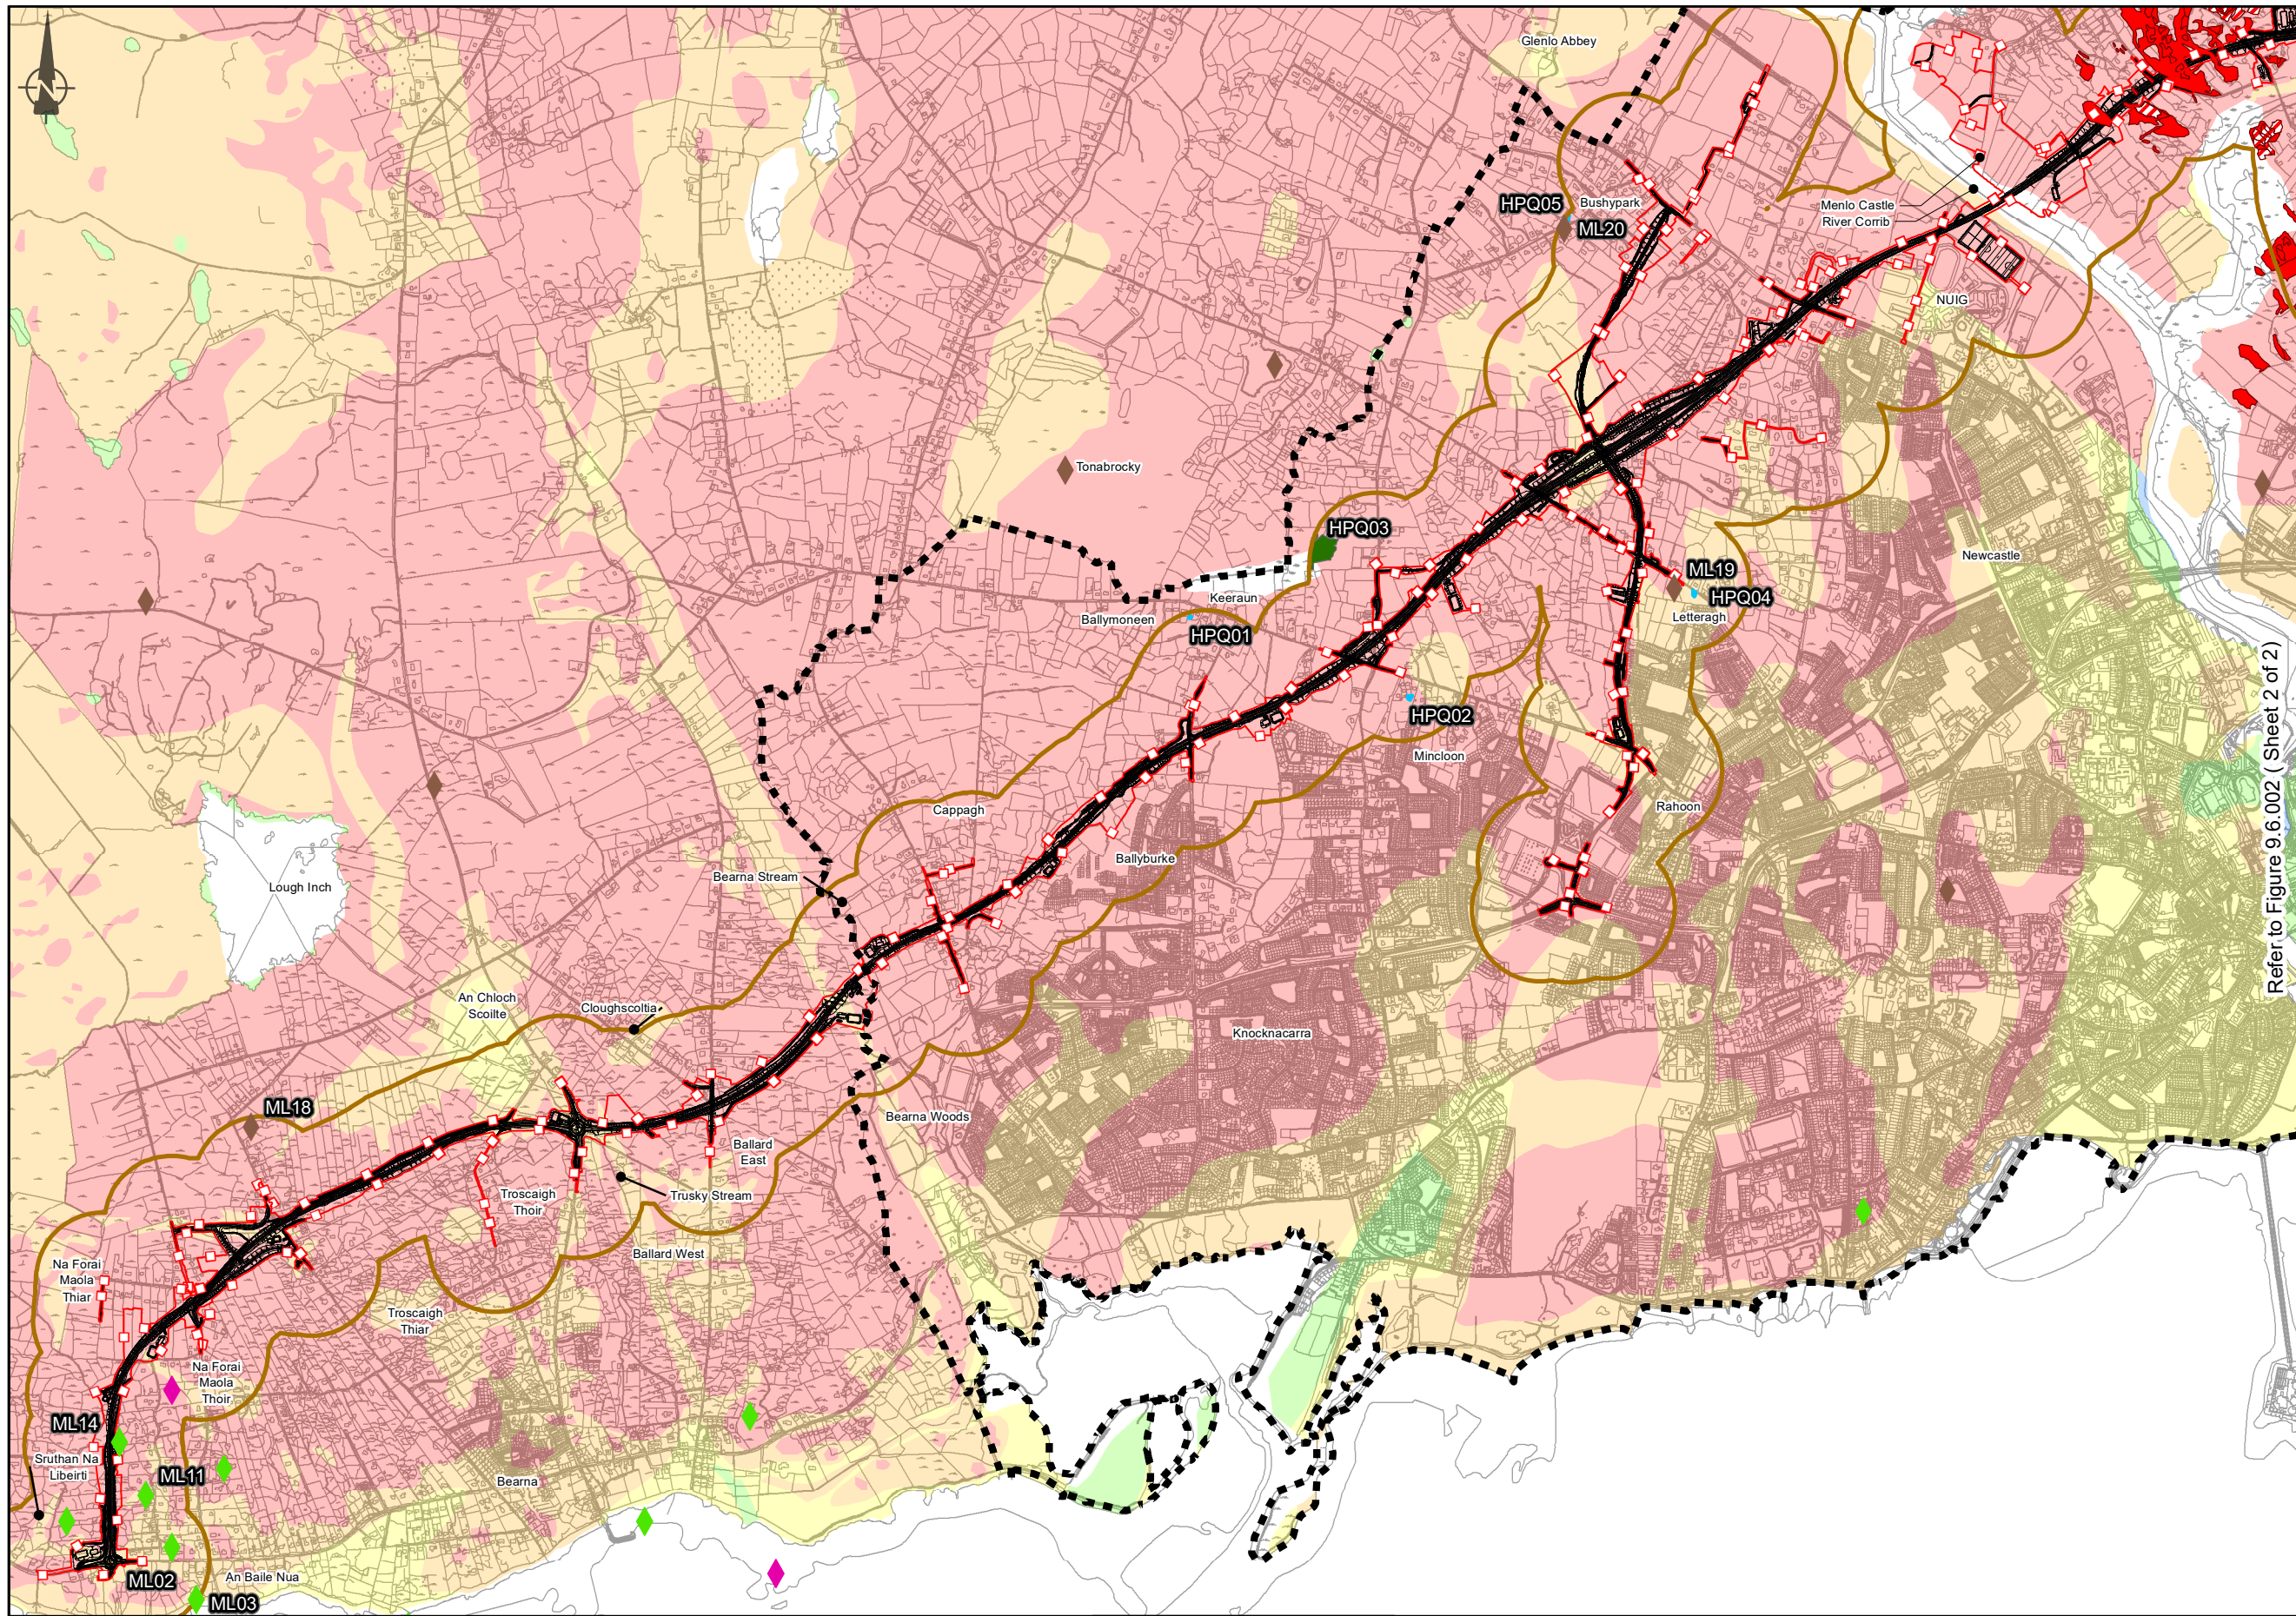 N
Glenlo Abbey
HPQ05
Bushypark
ML20
Menlo Castle
River Corrib
NUIG
Tonabrocky
HPQ03
Newcastle
ML19
HPQ04
Letteragh
Keeraun
Ballymoneen
HPQ01
HPQ02
Mincloon
Refer to Figure 9.6.002 ( Sheet 2 of 2)
Cappagh
Rahoon
Ballyburke
Bearna Stream
Lough Inch
An Chloch
Scoilte
Cloughscoltia
Knocknacarra
ML18
Bearna Woods
Ballard
East
Troscaigh
Thoir
Trusky Stream
Ballard West
Na Forai
Maola
Thiar
Troscaigh
Thiar
Na Forai
Maola
Thoir
ML14
Sruthan Na
Libeirti
ML11
Bearna
ML02
An Baile Nua
ML03